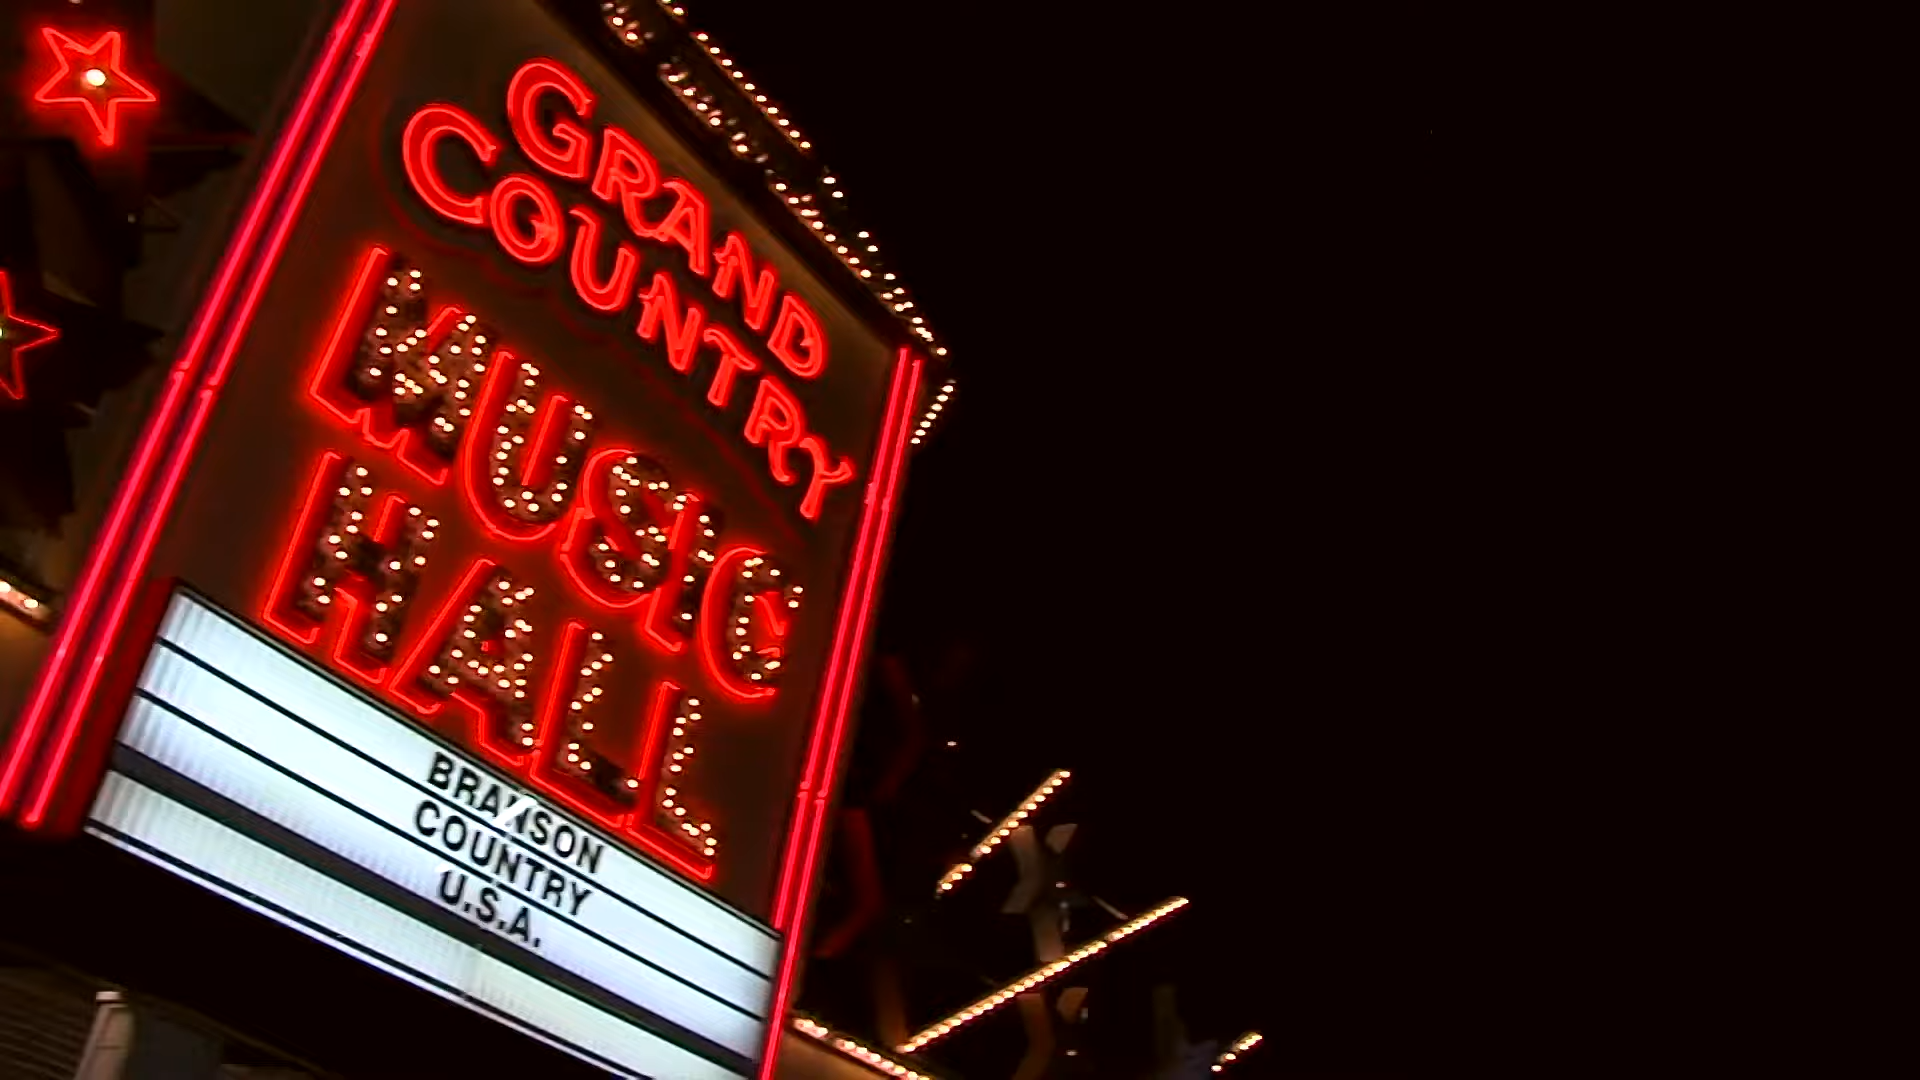 GRAND
COUNTRY
MUSIC
HALL
BRANSON
COUNTRY
U.S.A.